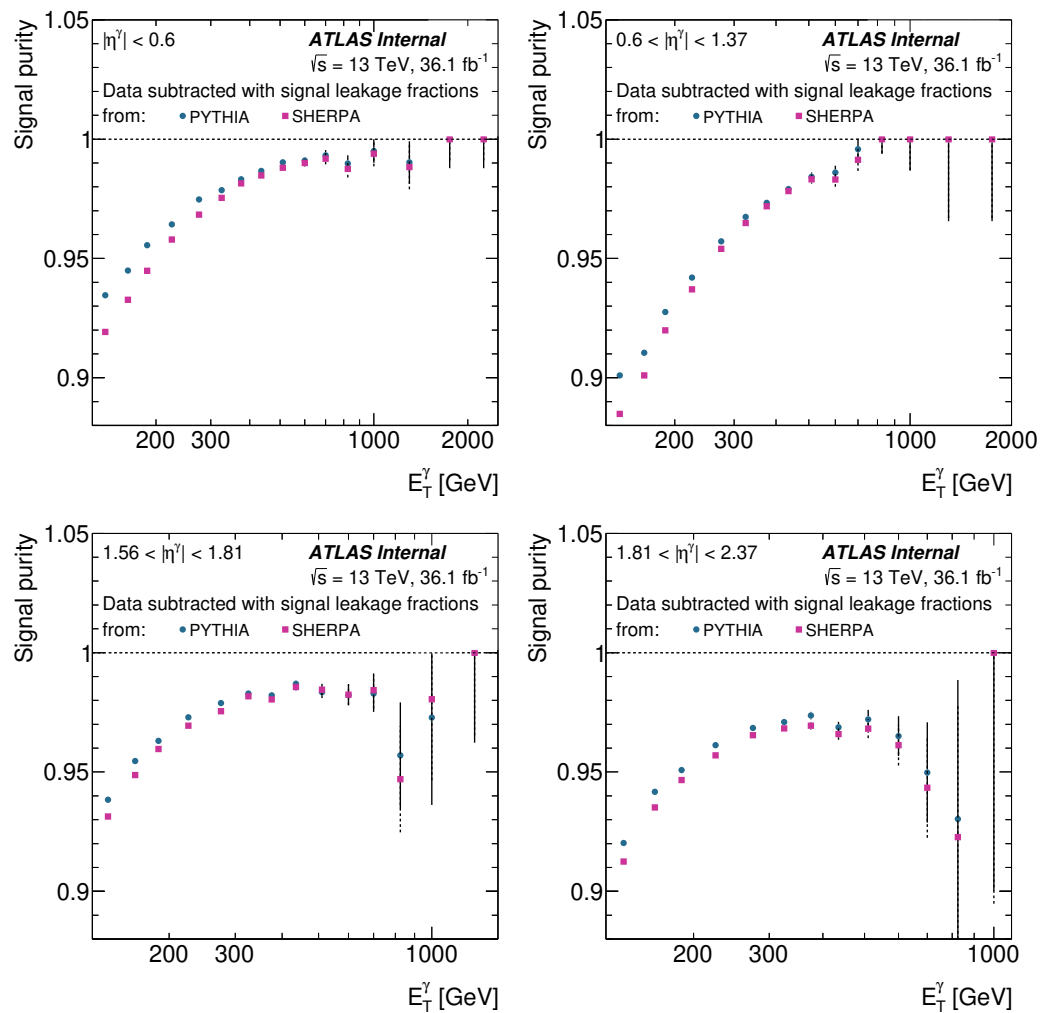 Signal purity
1.05
1
0.95
0.9
|η^γ| < 0.6
ATLAS Internal
√s = 13 TeV, 36.1 fb⁻¹
Data subtracted with signal leakage fractions
from: PYTHIA SHERPA
200 300 1000 2000
E_T^γ [GeV]
Signal purity
1.05
1
0.95
0.9
0.6 < |η^γ| < 1.37
ATLAS Internal
√s = 13 TeV, 36.1 fb⁻¹
Data subtracted with signal leakage fractions
from: PYTHIA SHERPA
200 300 1000 2000
E_T^γ [GeV]
Signal purity
1.05
1
0.95
0.9
1.56 < |η^γ| < 1.81
ATLAS Internal
√s = 13 TeV, 36.1 fb⁻¹
Data subtracted with signal leakage fractions
from: PYTHIA SHERPA
200 300 1000
E_T^γ [GeV]
Signal purity
1.05
1
0.95
0.9
1.81 < |η^γ| < 2.37
ATLAS Internal
√s = 13 TeV, 36.1 fb⁻¹
Data subtracted with signal leakage fractions
from: PYTHIA SHERPA
200 300 1000
E_T^γ [GeV]